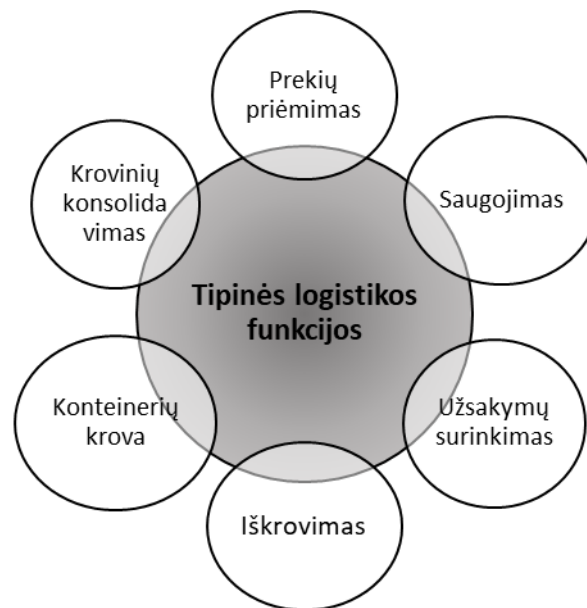 Prekių
priėmimas
Krovinių
konsolida
vimas
Saugojimas
Tipinės logistikos
funkcijos
Konteinerių
krova
Užsakymų
surinkimas
Iškrovimas